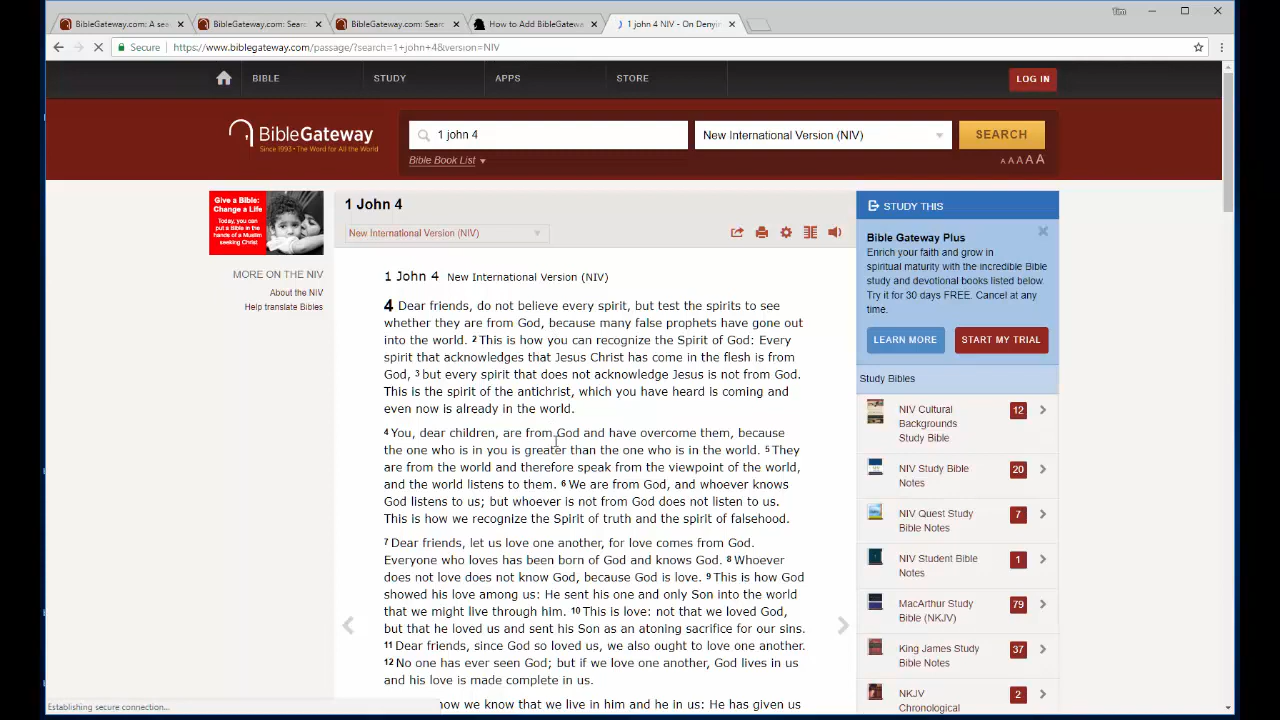 Tim
BibleGateway.com: A sea
BibleGateway.com: Sear
BibleGateway.com: Sear
How to Add BibleGatewa
1 john 4 NIV - On Denyin
Secure
https://www.biblegateway.com/passage/?search=1+john+4&version=NIV
BIBLE
STUDY
APPS
STORE
LOG IN
BibleGateway
Since 1993 • The Word for All the World
1 john 4
New International Version (NIV)
SEARCH
Bible Book List
A A A A A
Give a Bible:
Change a Life
Today, you can
put a Bible in the
hands of a Muslim
seeking Christ
MORE ON THE NIV
About the NIV
Help translate Bibles
1 John 4
New International Version (NIV)
1 John 4 New International Version (NIV)
4 Dear friends, do not believe every spirit, but test the spirits to see
whether they are from God, because many false prophets have gone out
into the world. 2 This is how you can recognize the Spirit of God: Every
spirit that acknowledges that Jesus Christ has come in the flesh is from
God, 3 but every spirit that does not acknowledge Jesus is not from God.
This is the spirit of the antichrist, which you have heard is coming and
even now is already in the world.
4 You, dear children, are from God and have overcome them, because
the one who is in you is greater than the one who is in the world. 5 They
are from the world and therefore speak from the viewpoint of the world,
and the world listens to them. 6 We are from God, and whoever knows
God listens to us; but whoever is not from God does not listen to us.
This is how we recognize the Spirit of truth and the spirit of falsehood.
7 Dear friends, let us love one another, for love comes from God.
Everyone who loves has been born of God and knows God. 8 Whoever
does not love does not know God, because God is love. 9 This is how God
showed his love among us: He sent his one and only Son into the world
that we might live through him. 10 This is love: not that we loved God,
but that he loved us and sent his Son as an atoning sacrifice for our sins.
11 Dear friends, since God so loved us, we also ought to love one another.
12 No one has ever seen God; but if we love one another, God lives in us
and his love is made complete in us.
now we know that we live in him and he in us: He has given us
STUDY THIS
Bible Gateway Plus
Enrich your faith and grow in
spiritual maturity with the incredible Bible
study and devotional books listed below.
Try it for 30 days FREE. Cancel at any
time.
LEARN MORE
START MY TRIAL
Study Bibles
NIV Cultural
Backgrounds
Study Bible
12
NIV Study Bible
Notes
20
NIV Quest Study
Bible Notes
7
NIV Student Bible
Notes
1
MacArthur Study
Bible (NKJV)
79
King James Study
Bible Notes
37
NKJV
Chronological
2
Establishing secure connection...